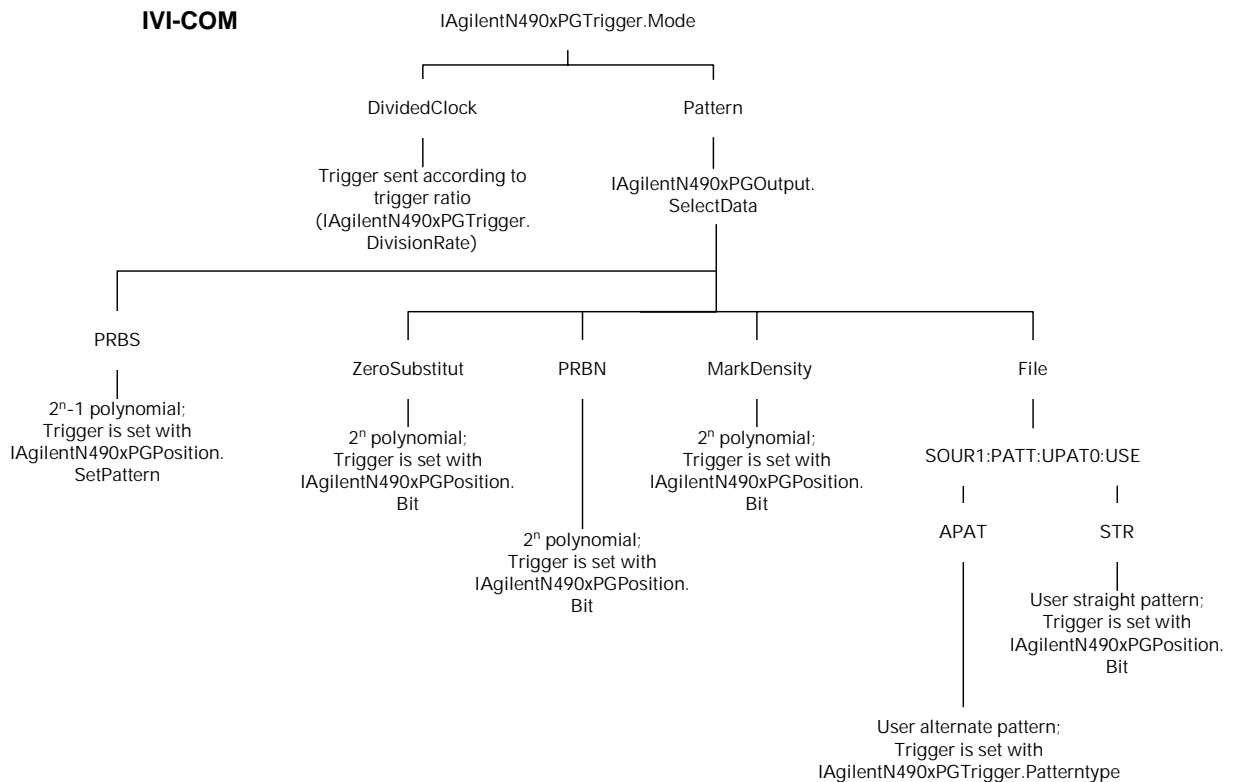 IVI-COM
IAgilentN490xPGTrigger.Mode
DividedClock
Pattern
Trigger sent according to
trigger ratio
(IAgilentN490xPGTrigger.
DivisionRate)
IAgilentN490xPGOutput.
SelectData
PRBS
2ⁿ-1 polynomial;
Trigger is set with
IAgilentN490xPGPosition.
SetPattern
ZeroSubstitut
2ⁿ polynomial;
Trigger is set with
IAgilentN490xPGPosition.
Bit
PRBN
2ⁿ polynomial;
Trigger is set with
IAgilentN490xPGPosition.
Bit
MarkDensity
2ⁿ polynomial;
Trigger is set with
IAgilentN490xPGPosition.
Bit
File
SOUR1:PATT:UPAT0:USE
APAT
User alternate pattern;
Trigger is set with
IAgilentN490xPGTrigger.Patterntype
STR
User straight pattern;
Trigger is set with
IAgilentN490xPGPosition.
Bit